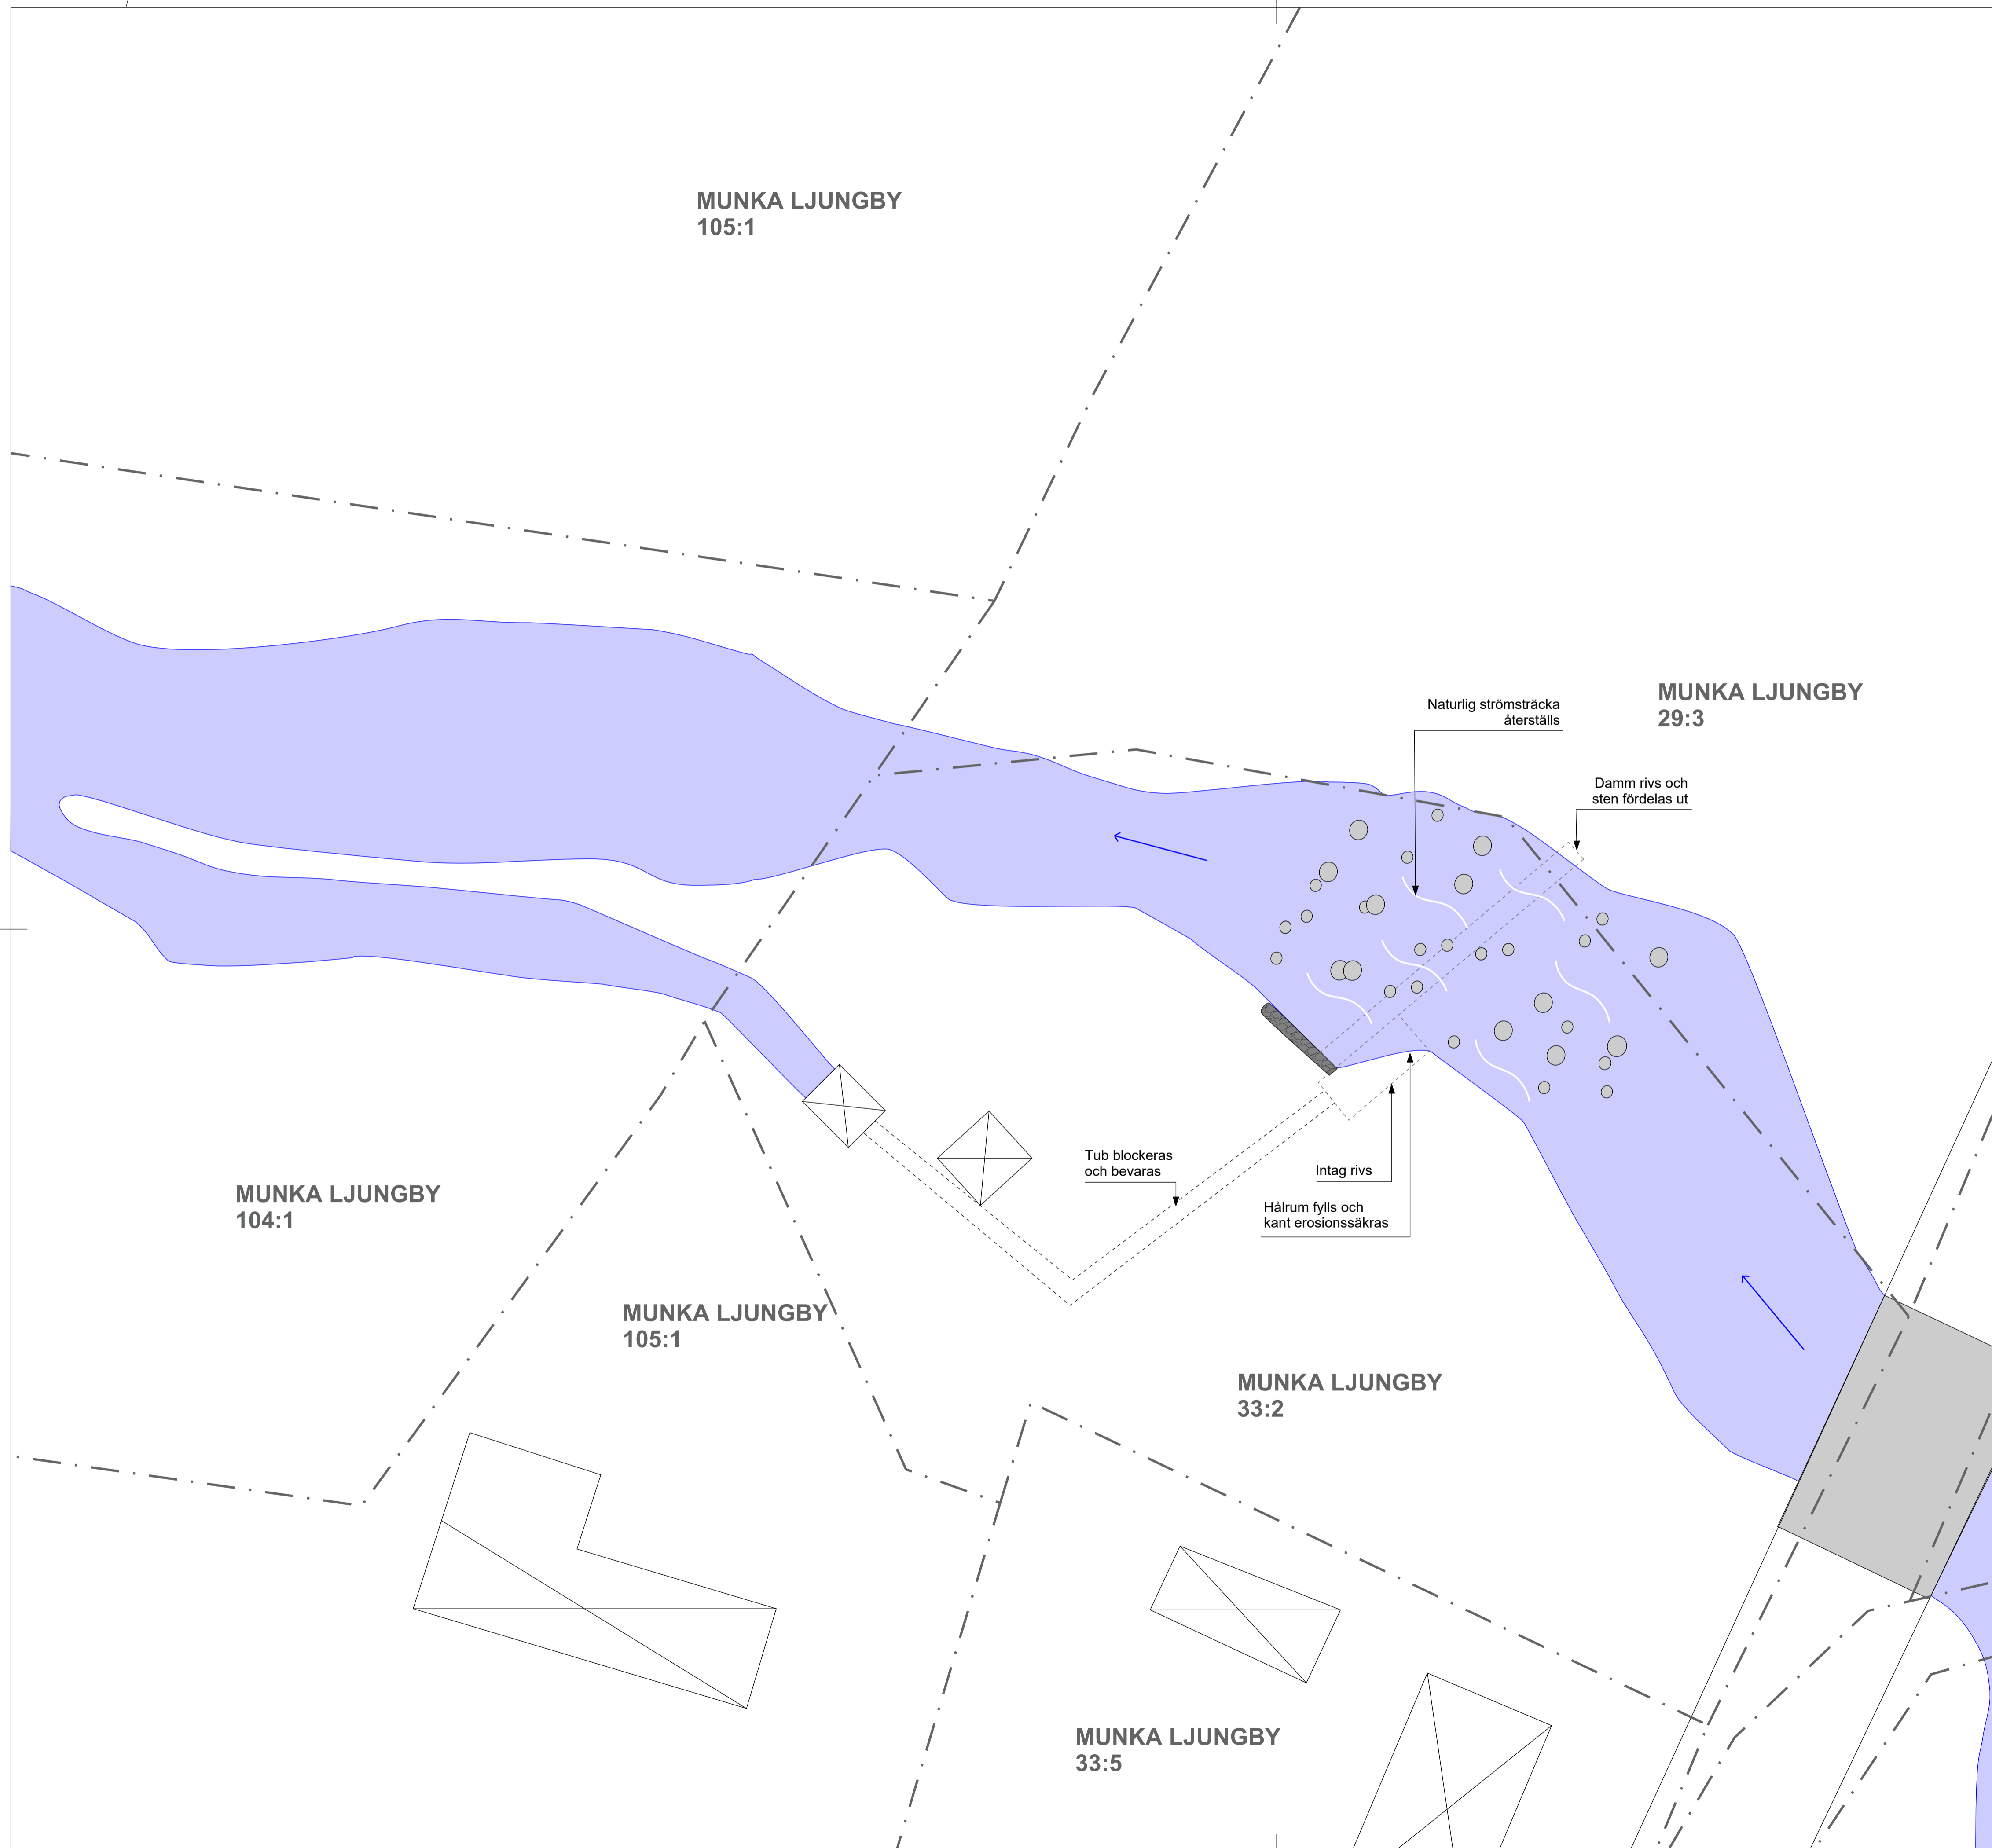 MUNKA LJUNGBY
105:1
MUNKA LJUNGBY
29:3
Naturlig strömsträcka
återställs
Damm rivs och
sten fördelas ut
Tub blockeras
och bevaras
Intag rivs
Hålrum fylls och
kant erosionssäkras
MUNKA LJUNGBY
104:1
MUNKA LJUNGBY
105:1
MUNKA LJUNGBY
33:2
MUNKA LJUNGBY
33:5